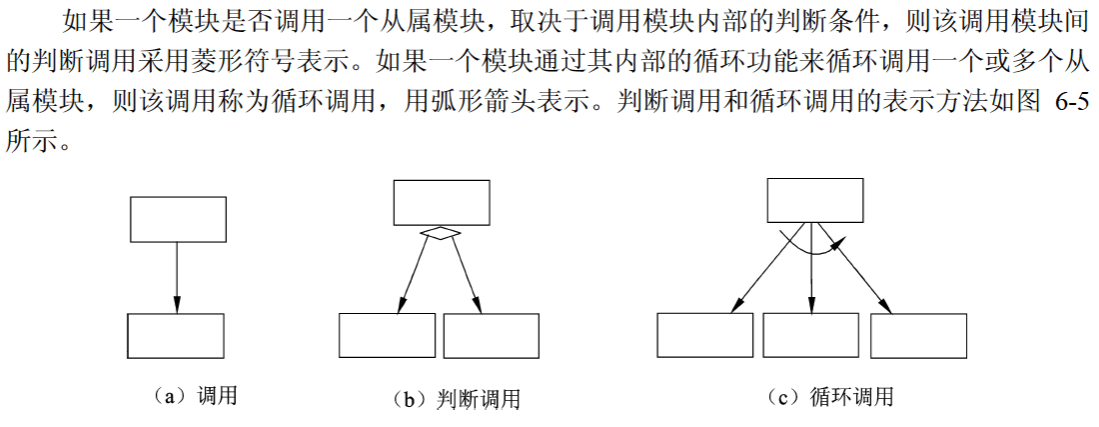 如果一个模块是否调用一个从属模块，取决于调用模块内部的判断条件，则该调用模块间
的判断调用采用菱形符号表示。如果一个模块通过其内部的循环功能来循环调用一个或多个从
属模块，则该调用称为循环调用，用弧形箭头表示。判断调用和循环调用的表示方法如图 6-5
所示。
（a）调用
（b）判断调用
（c）循环调用